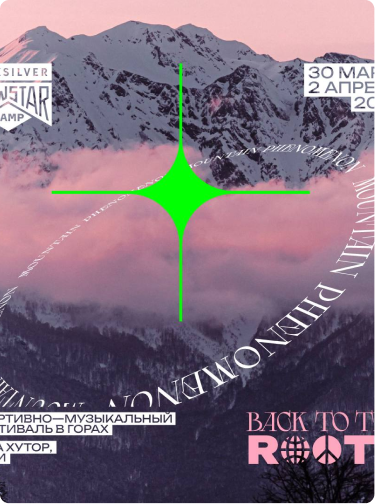 SILVER
STAR
AMP
30 МАР
2 АПРЕ
20
MOUNTAIN PHENOMENON
MOUNTAIN PHENOMENON
MOUNTAIN PHENOMENON
РТИВНО—МУЗЫКАЛЬНЫЙ
ТИВАЛЬ В ГОРАХ
А ХУТОР,
И
BACK TO T
ROOT